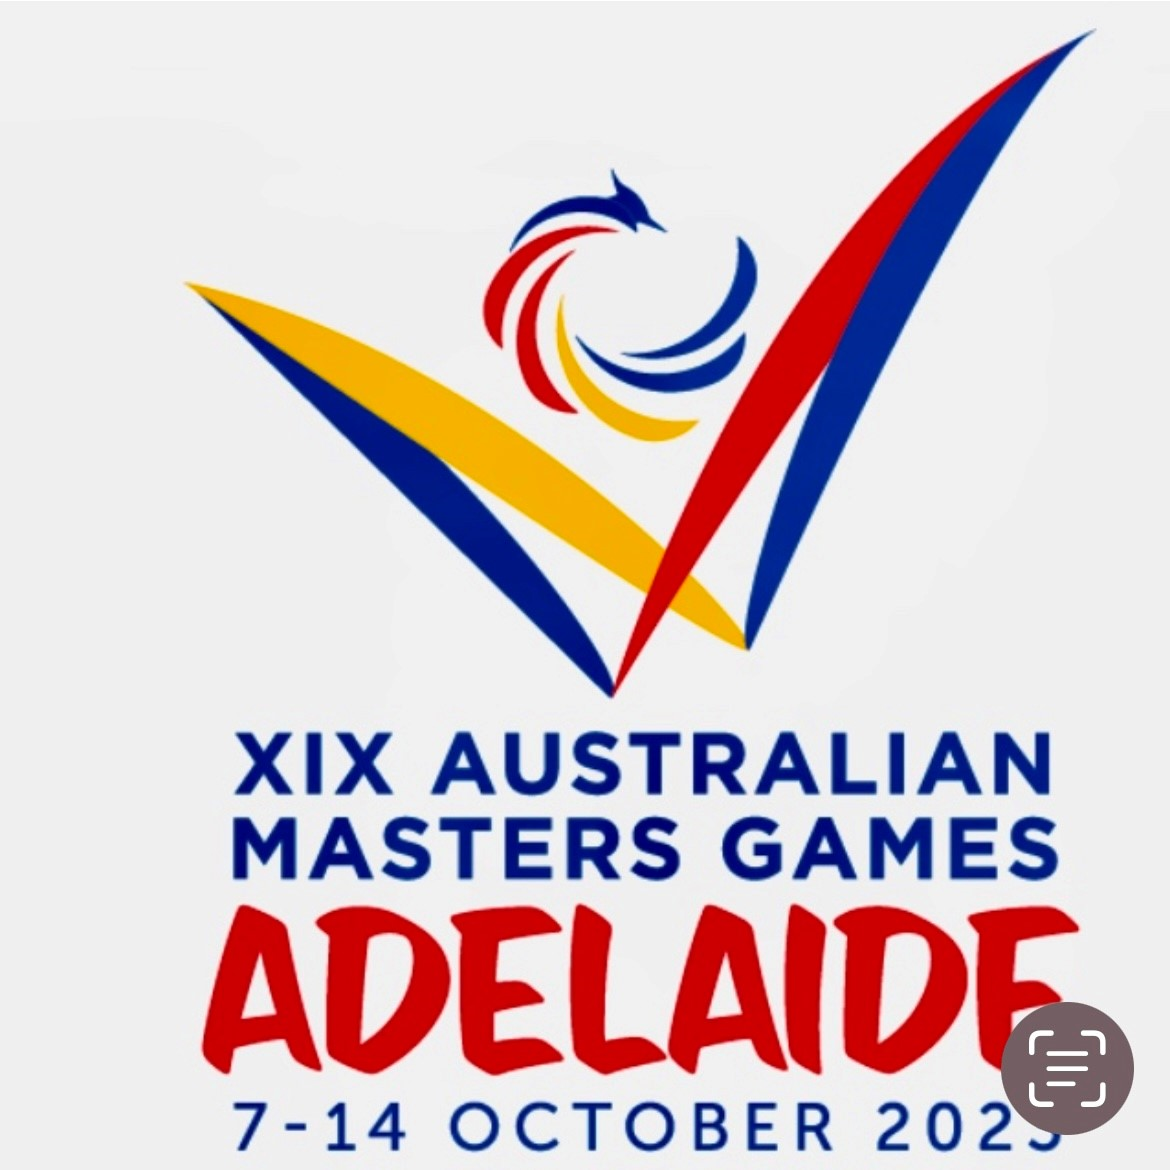 XIX AUSTRALIAN
MASTERS GAMES
ADELAIDE
7-14 OCTOBER